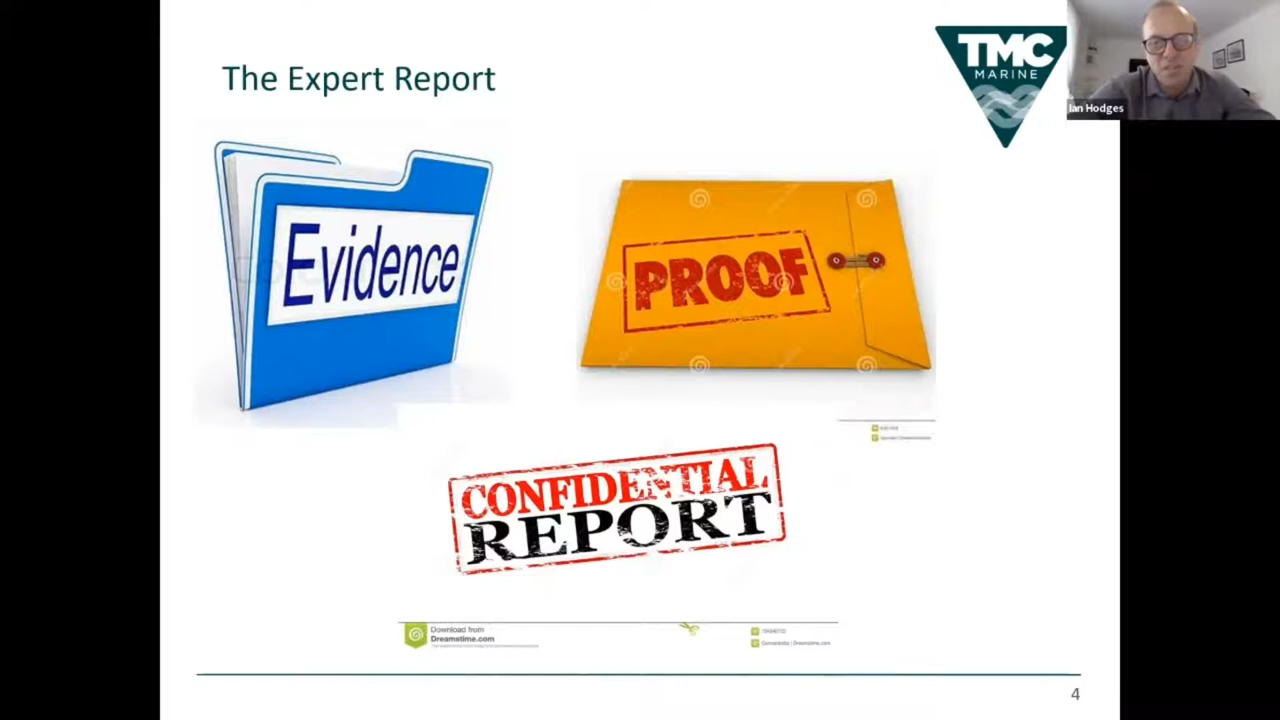 The Expert Report
TMC
MARINE
Ian Hodges
Evidence
PROOF
CONFIDENTIAL
REPORT
Download from
Dreamstime.com
4